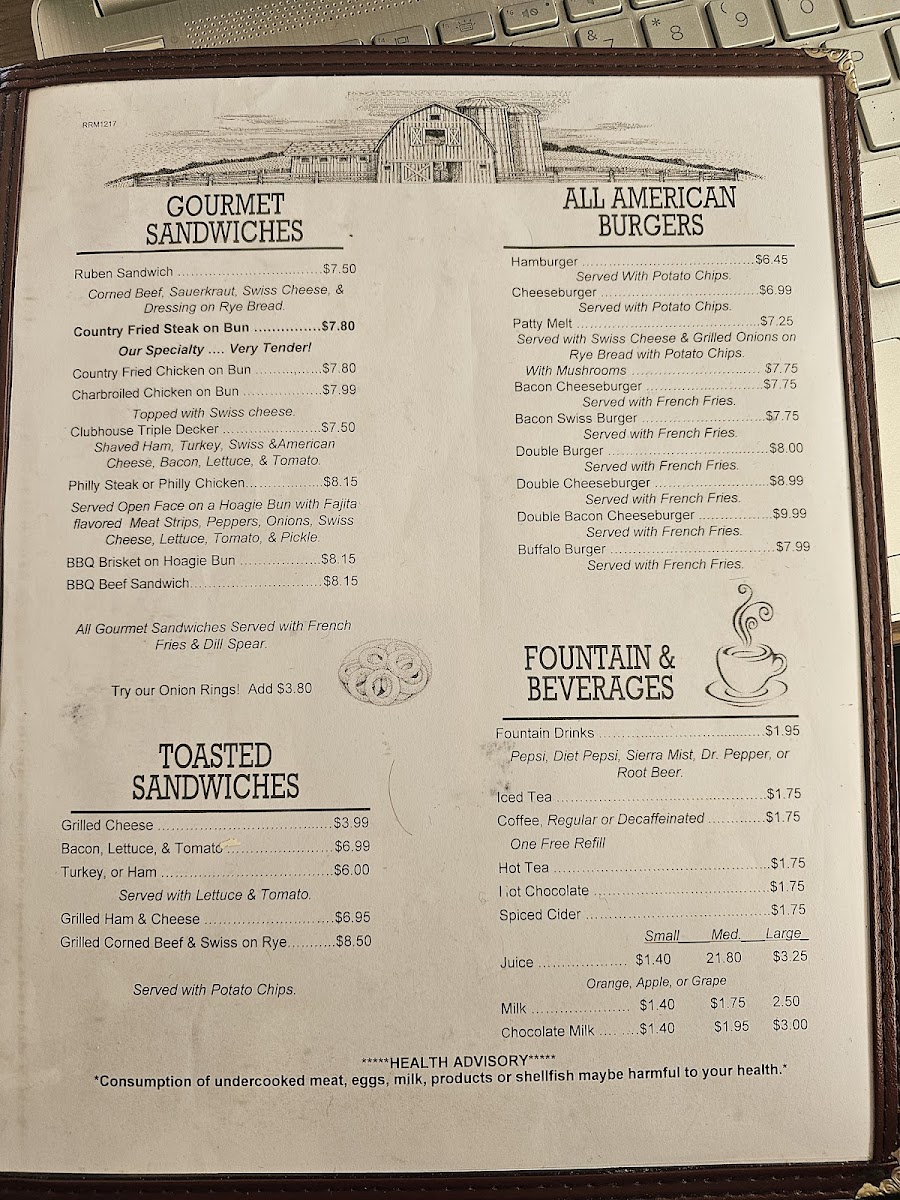 RRM1217
GOURMET
SANDWICHES
Ruben Sandwich ..............................$7.50
Corned Beef, Sauerkraut, Swiss Cheese, &
Dressing on Rye Bread.
Country Fried Steak on Bun ...............$7.80
Our Specialty .... Very Tender!
Country Fried Chicken on Bun ..............$7.80
Charbroiled Chicken on Bun .................$7.99
Topped with Swiss cheese.
Clubhouse Triple Decker .....................$7.50
Shaved Ham, Turkey, Swiss &American
Cheese, Bacon, Lettuce, & Tomato.
Philly Steak or Philly Chicken................$8.15
Served Open Face on a Hoagie Bun with Fajita
flavored Meat Strips, Peppers, Onions, Swiss
Cheese, Lettuce, Tomato, & Pickle.
BBQ Brisket on Hoagie Bun .................$8.15
BBQ Beef Sandwich...........................$8.15
All Gourmet Sandwiches Served with French
Fries & Dill Spear.
Try our Onion Rings! Add $3.80
TOASTED
SANDWICHES
Grilled Cheese ....................................$3.99
Bacon, Lettuce, & Tomato ......................$6.99
Turkey, or Ham ...................................$6.00
Served with Lettuce & Tomato.
Grilled Ham & Cheese ..........................$6.95
Grilled Corned Beef & Swiss on Rye...........$8.50
Served with Potato Chips.
ALL AMERICAN
BURGERS
Hamburger ....................................$6.45
Served With Potato Chips.
Cheeseburger .................................$6.99
Served with Potato Chips.
Patty Melt ......................................$7.25
Served with Swiss Cheese & Grilled Onions on
Rye Bread with Potato Chips.
With Mushrooms ........................... $7.75
Bacon Cheeseburger ........................$7.75
Served with French Fries.
Bacon Swiss Burger ..........................$7.75
Served with French Fries.
Double Burger ..................................$8.00
Served with French Fries.
Double Cheeseburger ........................$8.99
Served with French Fries.
Double Bacon Cheeseburger ................$9.99
Served with French Fries.
Buffalo Burger ..................................$7.99
Served with French Fries.
FOUNTAIN &
BEVERAGES
Fountain Drinks ..................................$1.95
Pepsi, Diet Pepsi, Sierra Mist, Dr. Pepper, or
Root Beer.
Iced Tea ............................................$1.75
Coffee, Regular or Decaffeinated ............$1.75
One Free Refill
Hot Tea .............................................$1.75
Hot Chocolate ....................................$1.75
Spiced Cider ......................................$1.75
Small Med. Large
Juice ................... $1.40 21.80 $3.25
Orange, Apple, or Grape
Milk ..................... $1.40 $1.75 2.50
Chocolate Milk .... ....$1.40 $1.95 $3.00
*****HEALTH ADVISORY*****
*Consumption of undercooked meat, eggs, milk, products or shellfish maybe harmful to your health.*
& 7
* 8
( 9
) 0